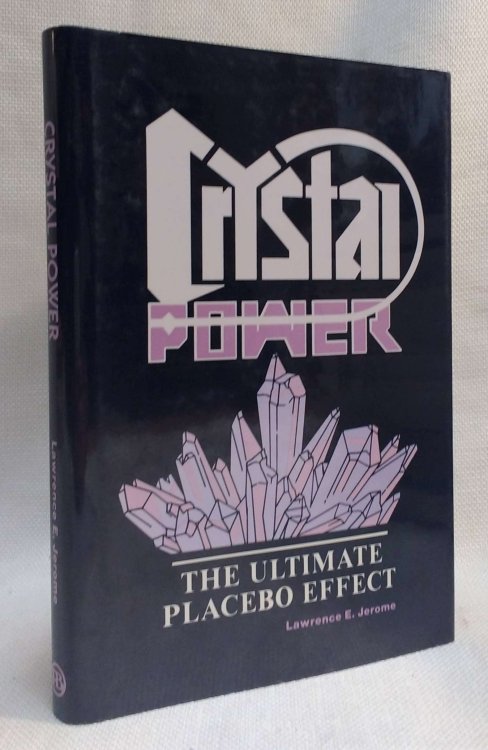 CRYSTAL POWER
Lawrence E. Jerome
Crystal
POWER
THE ULTIMATE
PLACEBO EFFECT
Lawrence E. Jerome